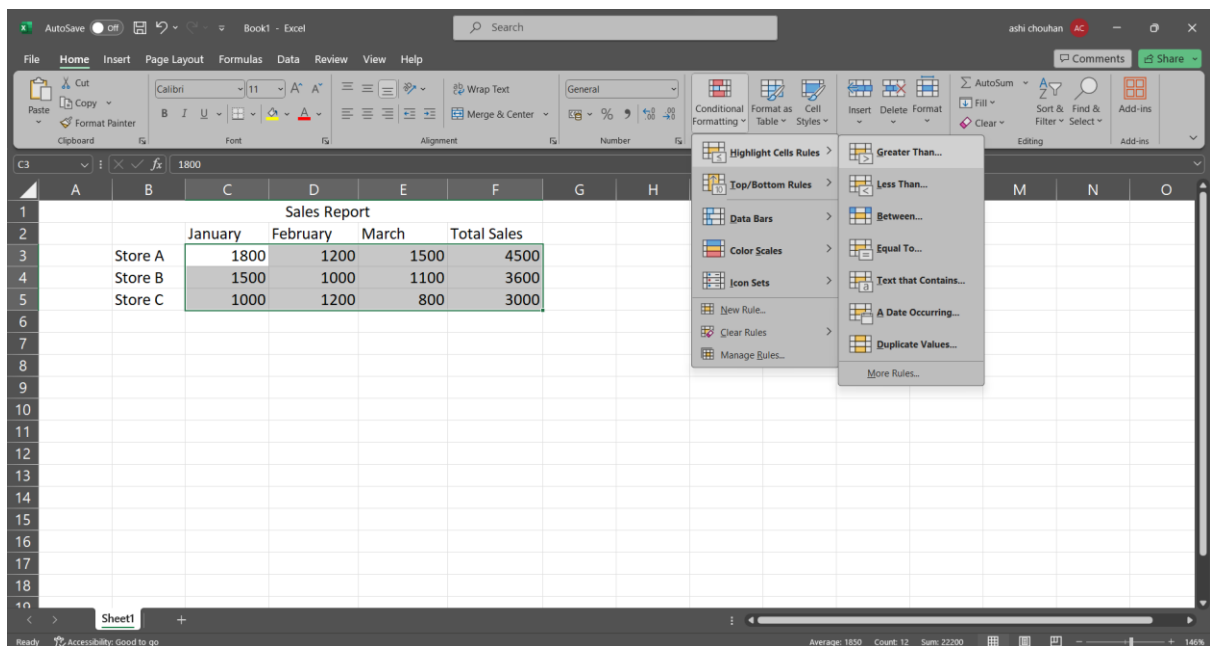 AutoSave Off Book1 - Excel Search ashi chouhan AC
File Home Insert Page Layout Formulas Data Review View Help Comments Share
Paste
Cut
Copy
Format Painter
Clipboard
Calibri 11 A^ A˅
B I U A
Font
Wrap Text
Merge & Center
Alignment
General
% 9
Number
Conditional Formatting
Format as Table
Cell Styles
Insert Delete Format
AutoSum
Fill
Clear
Sort & Filter
Find & Select
Editing
Add-ins
Add-ins
C3 fx 1800
A B C D E F G H M N O
1 Sales Report
2 January February March Total Sales
3 Store A 1800 1200 1500 4500
4 Store B 1500 1000 1100 3600
5 Store C 1000 1200 800 3000
6
7
8
9
10
11
12
13
14
15
16
17
18
19
Highlight Cells Rules
Top/Bottom Rules
Data Bars
Color Scales
Icon Sets
New Rule...
Clear Rules
Manage Rules...
Greater Than...
Less Than...
Between...
Equal To...
Text that Contains...
A Date Occurring...
Duplicate Values...
More Rules...
Sheet1
Ready Accessibility: Good to go Average: 1850 Count: 12 Sum: 22200 146%